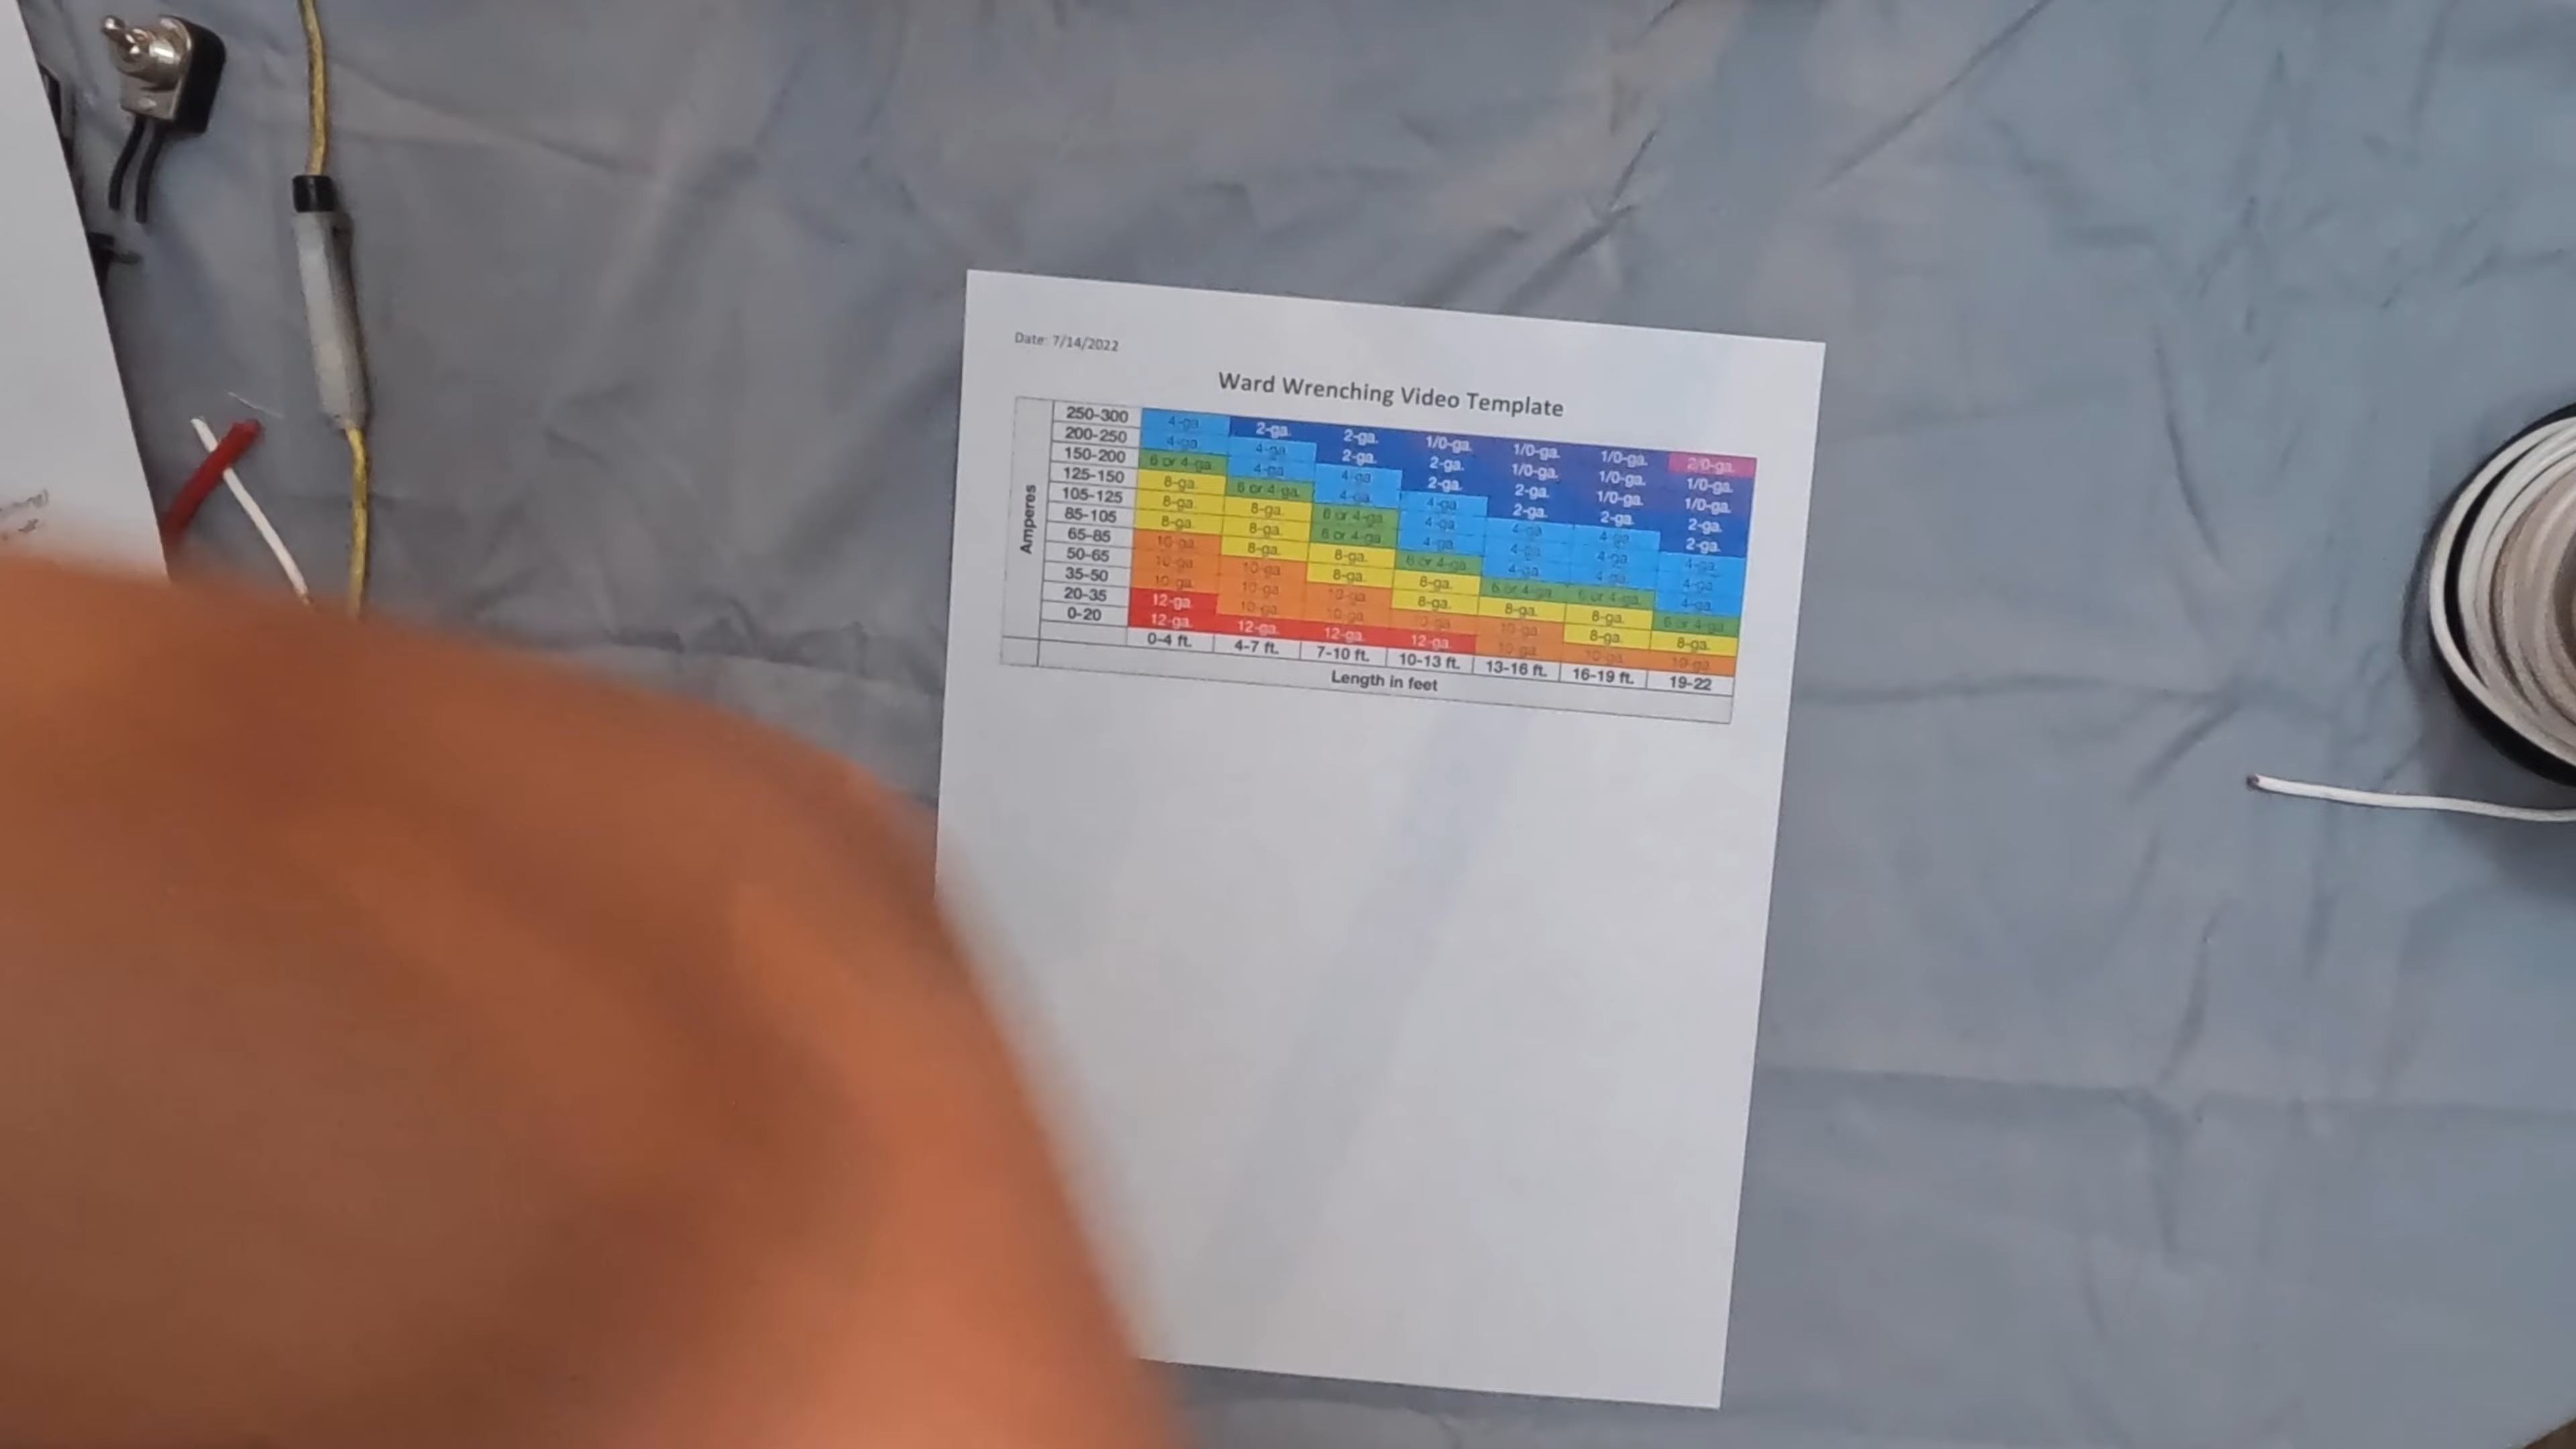 Date: 7/14/2022
Ward Wrenching Video Template
Amperes
250-300 4-ga. 2-ga. 2-ga. 1/0-ga. 1/0-ga. 1/0-ga. 2/0-ga.
200-250 4-ga. 4-ga. 2-ga. 2-ga. 1/0-ga. 1/0-ga. 1/0-ga.
150-200 6 or 4-ga. 4-ga. 4-ga. 2-ga. 2-ga. 1/0-ga. 1/0-ga.
125-150 8-ga. 6 or 4-ga. 4-ga. 4-ga. 2-ga. 2-ga. 2-ga.
105-125 8-ga. 8-ga. 6 or 4-ga. 4-ga. 4-ga. 4-ga. 2-ga.
85-105 8-ga. 8-ga. 6 or 4-ga. 4-ga. 4-ga. 4-ga. 4-ga.
65-85 10-ga. 8-ga. 8-ga. 6 or 4-ga. 4-ga. 4-ga. 4-ga.
50-65 10-ga. 10-ga. 8-ga. 8-ga. 6 or 4-ga. 6 or 4-ga. 4-ga.
35-50 10-ga. 10-ga. 10-ga. 8-ga. 8-ga. 8-ga. 6 or 4-ga.
20-35 12-ga. 10-ga. 10-ga. 10-ga. 10-ga. 8-ga. 8-ga.
0-20 12-ga. 12-ga. 12-ga. 12-ga. 10-ga. 10-ga. 10-ga.
0-4 ft. 4-7 ft. 7-10 ft. 10-13 ft. 13-16 ft. 16-19 ft. 19-22
Length in feet